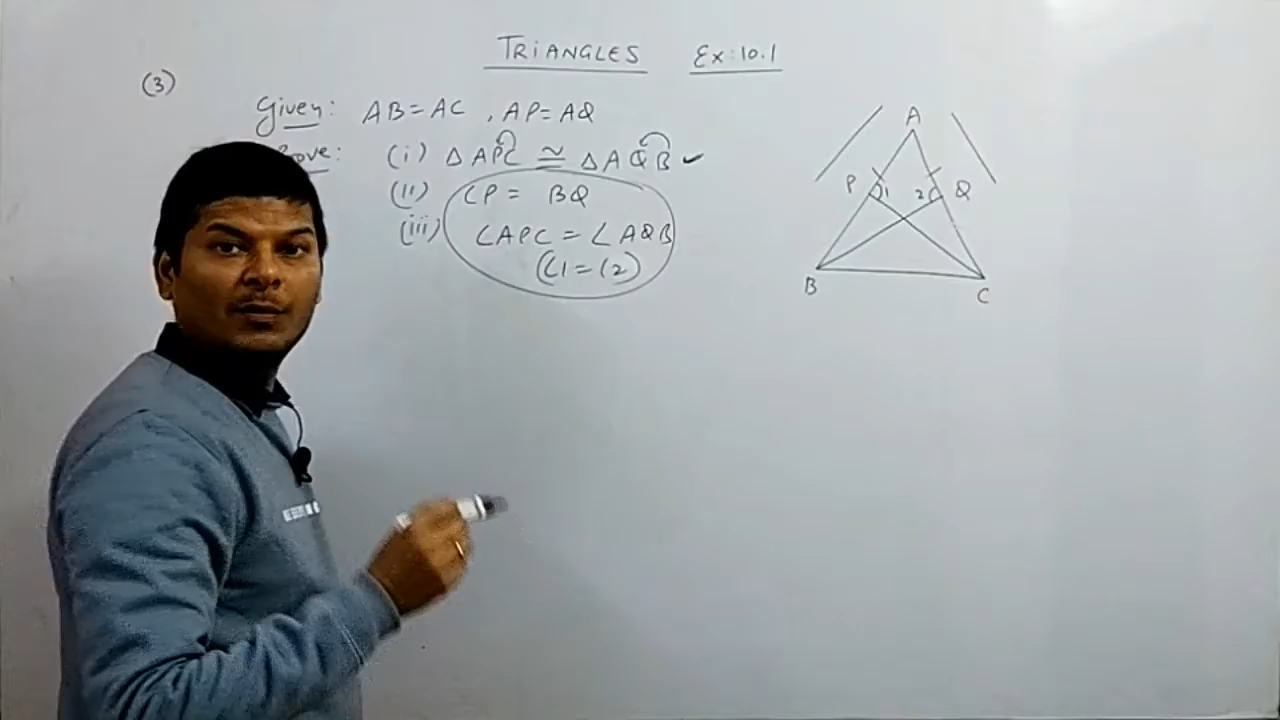 TRIANGLES Ex: 10.1
(3)
Given: AB = AC , AP = AQ
Prove: (i) △ APC ≅ △ AQB ✓
(ii) CP = BQ
(iii) ∠APC = ∠AQB
(∠1 = ∠2)
A
P 1 2 Q
B C